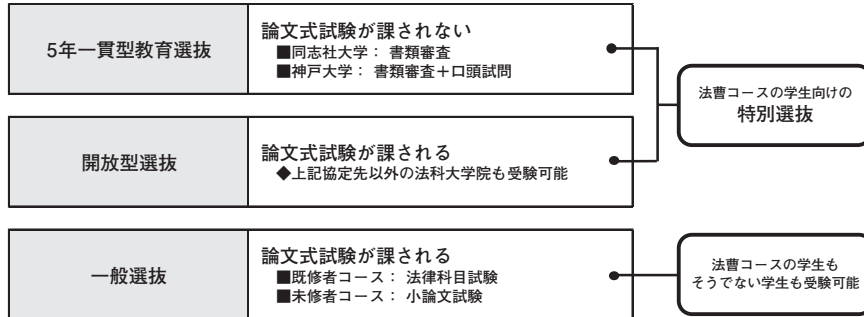 5年一貫型教育選抜
論文式試験が課されない
■同志社大学： 書類審査
■神戸大学： 書類審査＋口頭試問
法曹コースの学生向けの
特別選抜
開放型選抜
論文式試験が課される
◆上記協定先以外の法科大学院も受験可能
一般選抜
論文式試験が課される
■既修者コース： 法律科目試験
■未修者コース： 小論文試験
法曹コースの学生も
そうでない学生も受験可能